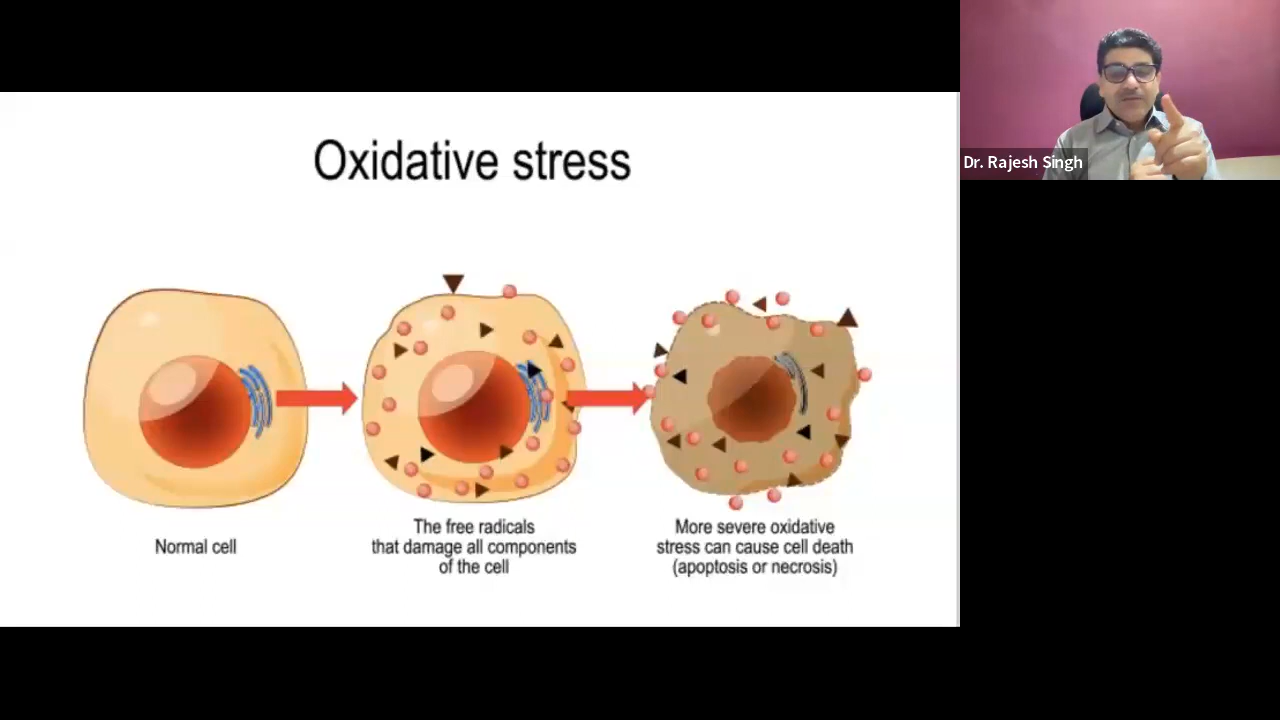 Oxidative stress
Dr. Rajesh Singh
Normal cell
The free radicals
that damage all components
of the cell
More severe oxidative
stress can cause cell death
(apoptosis or necrosis)